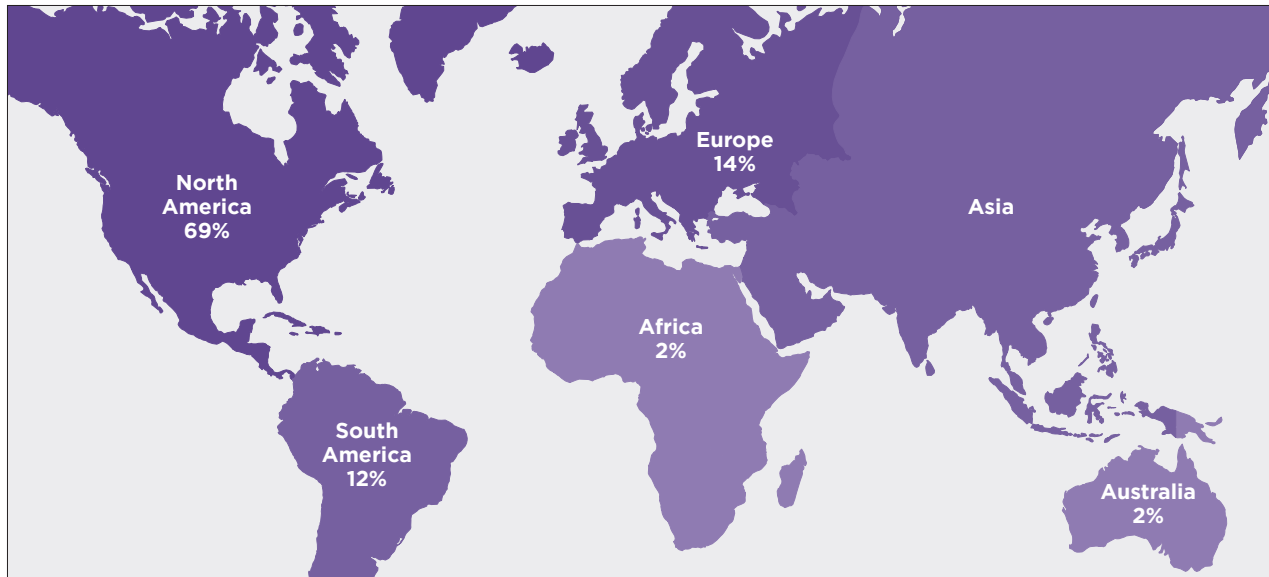 North
America
69%
Europe
14%
Asia
Africa
2%
South
America
12%
Australia
2%